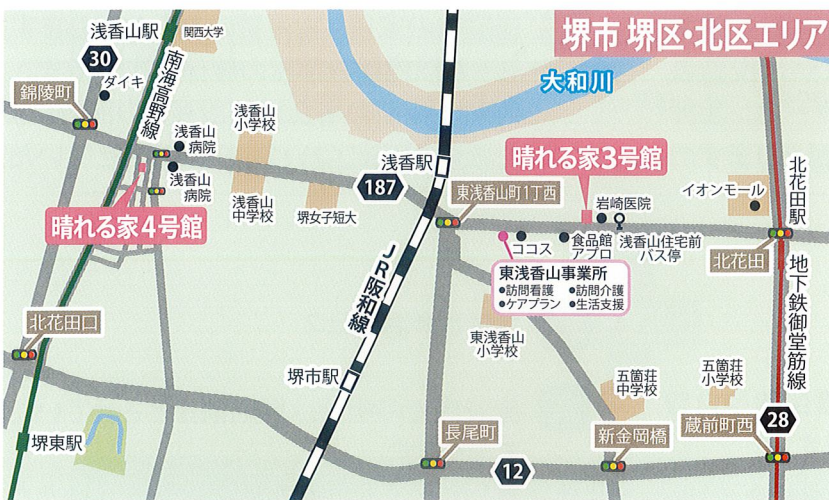 堺市 堺区・北区エリア
浅香山駅
関西大学
30
ダイキ
錦陵町
南海高野線
浅香山
病院
浅香山
病院
浅香山
小学校
浅香山
中学校
堺女子短大
187
晴れる家4号館
大和川
浅香駅
東浅香山町1丁西
晴れる家3号館
岩崎医院
イオンモール
北花田駅
ココス
食品館
アプロ
浅香山住宅前
バス停
北花田
東浅香山事業所
●訪問看護 ●訪問介護
●ケアプラン ●生活支援
JR阪和線
地下鉄御堂筋線
東浅香山
小学校
北花田口
堺市駅
五箇荘
中学校
五箇荘
小学校
堺東駅
長尾町
12
新金岡橋
蔵前町西
28